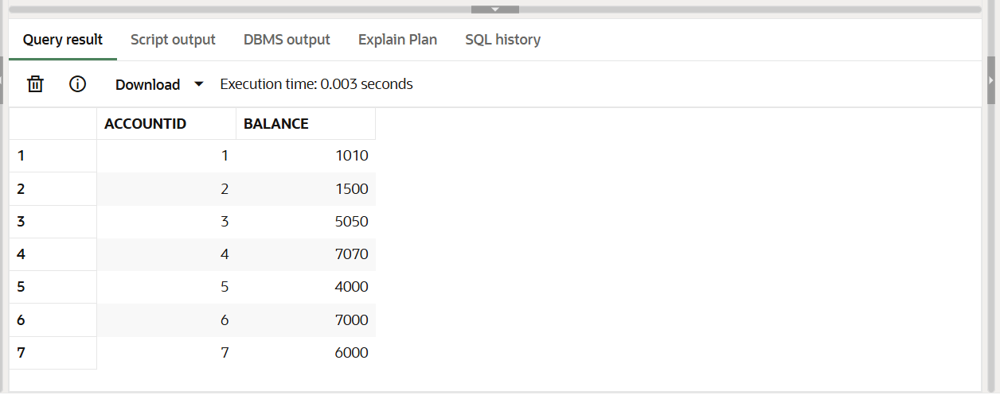 Query result Script output DBMS output Explain Plan SQL history
Download Execution time: 0.003 seconds
ACCOUNTID BALANCE
1 1 1010
2 2 1500
3 3 5050
4 4 7070
5 5 4000
6 6 7000
7 7 6000